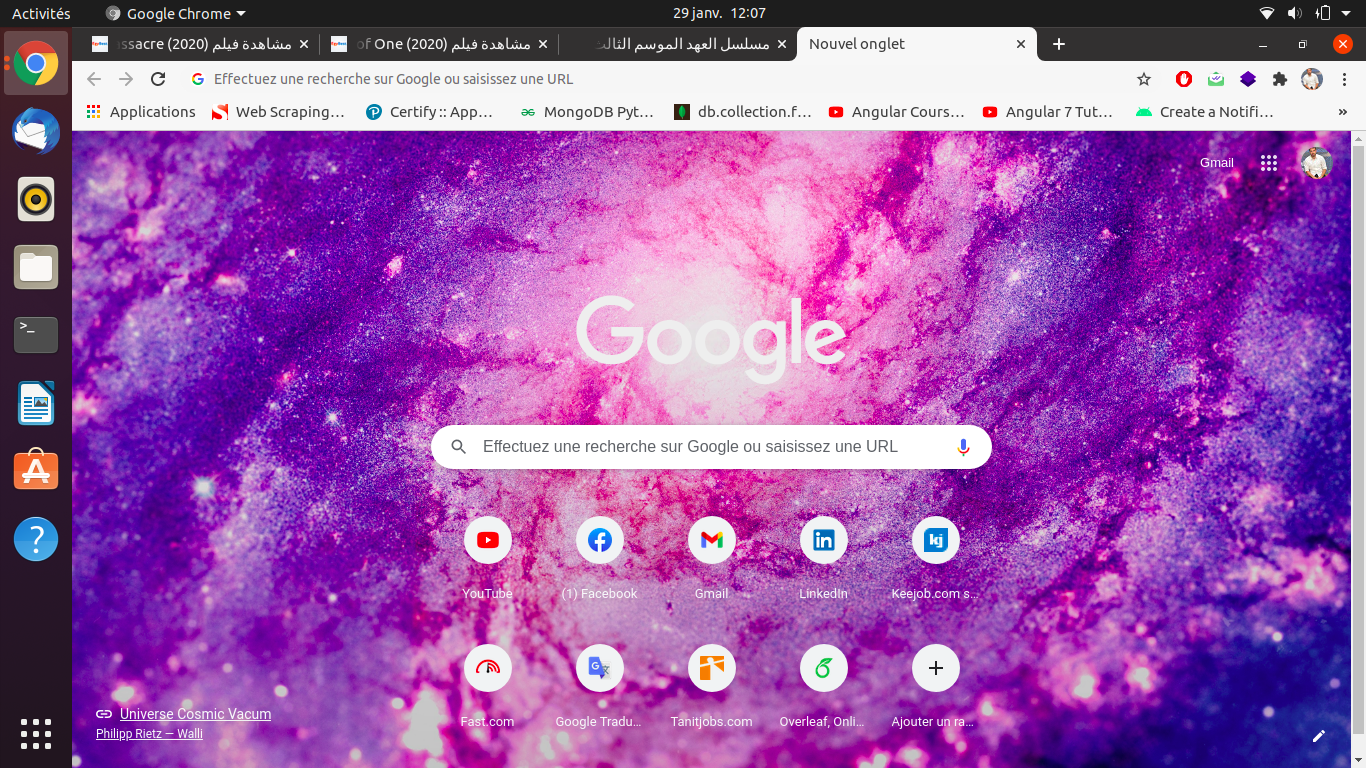 Activités
Google Chrome
29 janv. 12:07
مشاهدة فيلم (2020)
مشاهدة فيلم (2020) of One
مسلسل العهد الموسم الثالث
Nouvel onglet
Effectuez une recherche sur Google ou saisissez une URL
Applications
Web Scraping…
Certify :: App…
MongoDB Pyt…
db.collection.f…
Angular Cours…
Angular 7 Tut…
Create a Notifi…
»
Gmail
Google
Effectuez une recherche sur Google ou saisissez une URL
YouTube
(1) Facebook
Gmail
LinkedIn
Keejob.com s…
Fast.com
Google Tradu…
Tanitjobs.com
Overleaf, Onli…
Ajouter un ra…
Universe Cosmic Vacum
Philipp Rietz — Walli